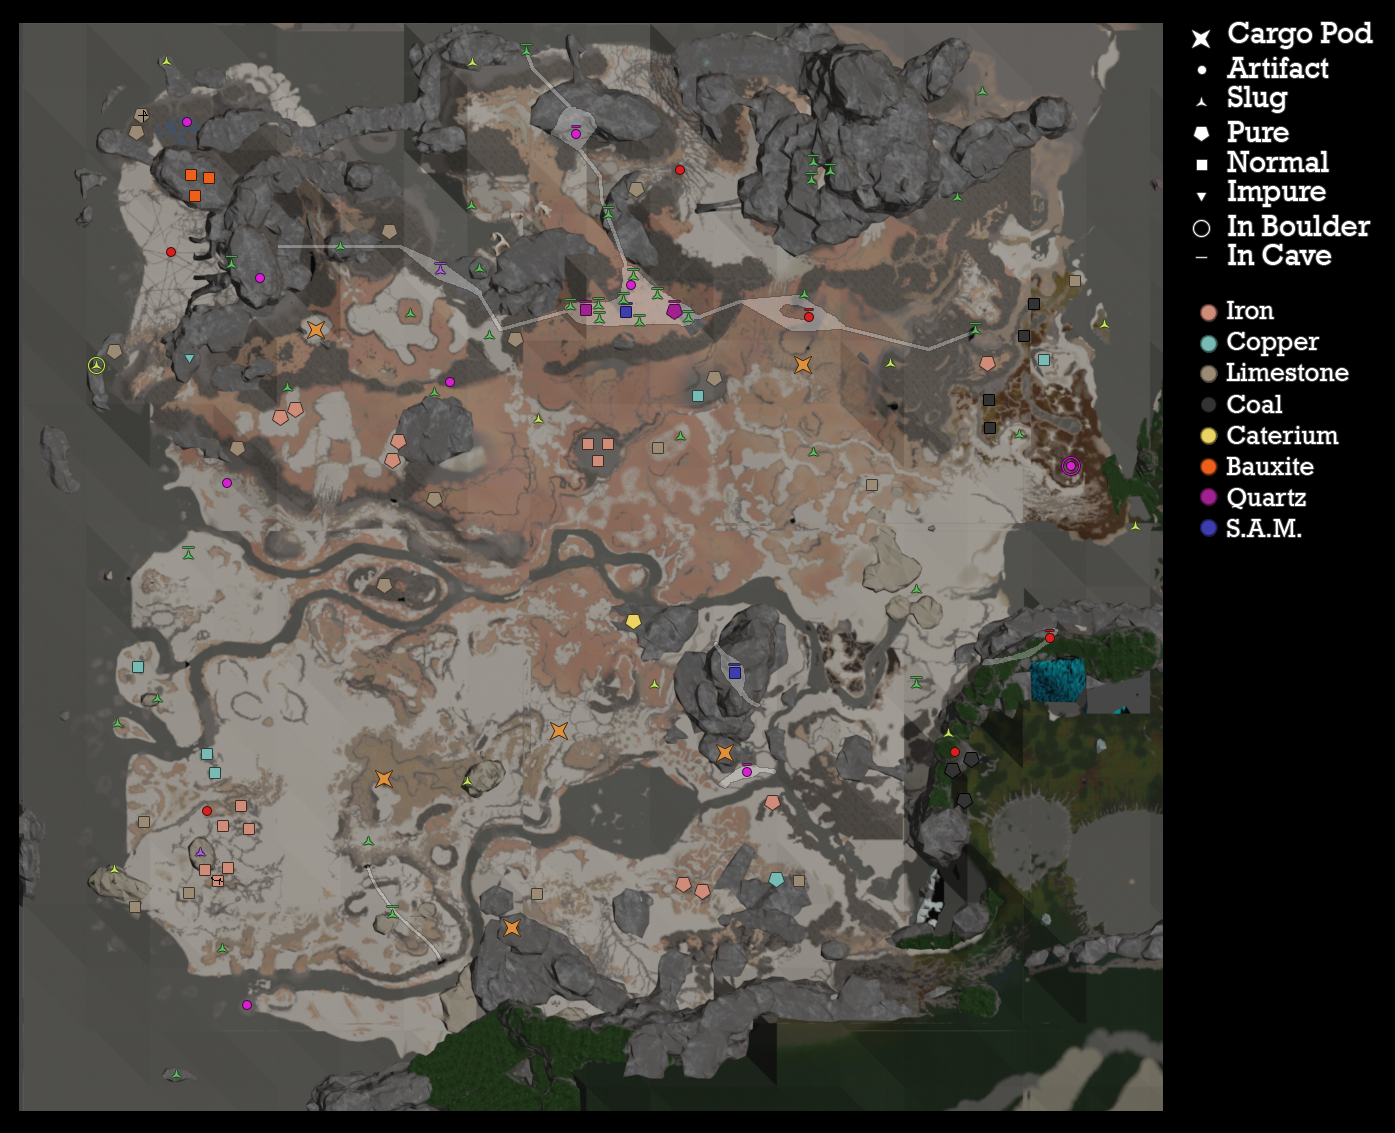 Cargo Pod
Artifact
Slug
Pure
Normal
Impure
In Boulder
In Cave
Iron
Copper
Limestone
Coal
Caterium
Bauxite
Quartz
S.A.M.